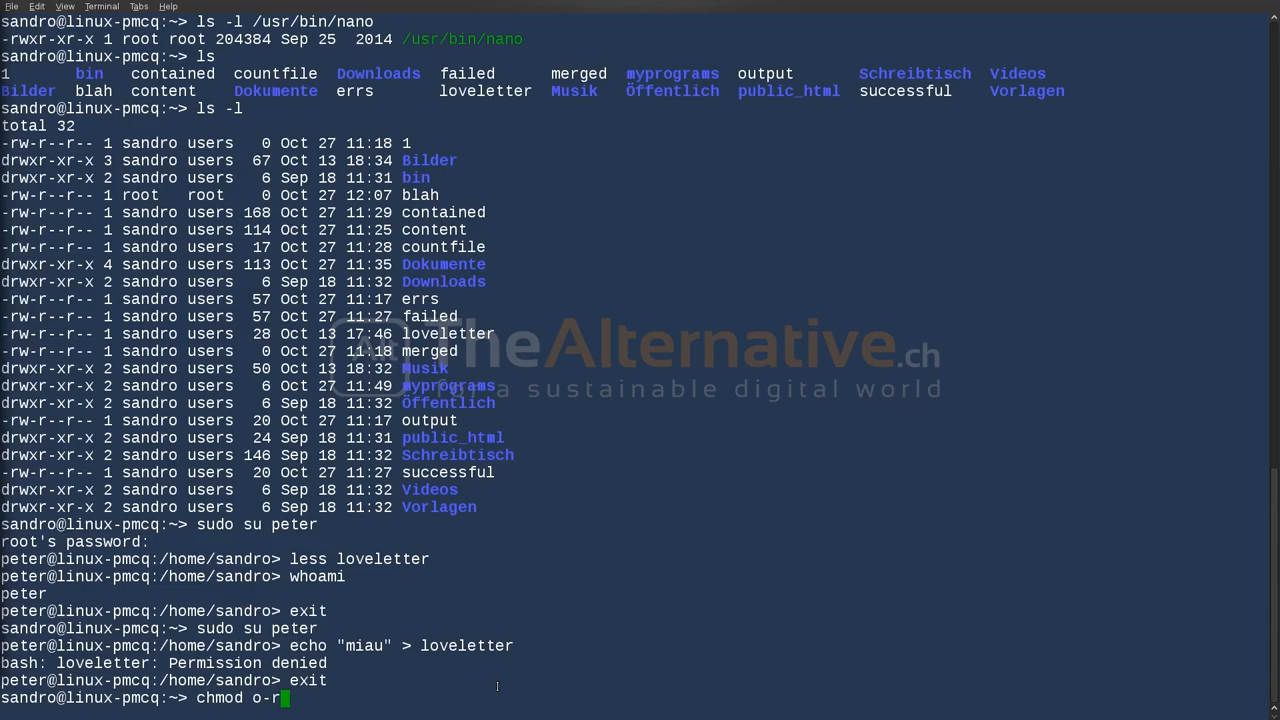 File Edit View Terminal Tabs Help
sandro@linux-pmcq:~> ls -l /usr/bin/nano
-rwxr-xr-x 1 root root 204384 Sep 25  2014 /usr/bin/nano
sandro@linux-pmcq:~> ls
1       bin   contained  countfile  Downloads  failed      merged  myprograms  output       Schreibtisch  Videos
Bilder  blah  content    Dokumente  errs       loveletter  Musik   Öffentlich  public_html  successful    Vorlagen
sandro@linux-pmcq:~> ls -l
total 32
-rw-r--r-- 1 sandro users   0 Oct 27 11:18 1
drwxr-xr-x 3 sandro users  67 Oct 13 18:34 Bilder
drwxr-xr-x 2 sandro users   6 Sep 18 11:31 bin
-rw-r--r-- 1 root   root    0 Oct 27 12:07 blah
-rw-r--r-- 1 sandro users 168 Oct 27 11:29 contained
-rw-r--r-- 1 sandro users 114 Oct 27 11:25 content
-rw-r--r-- 1 sandro users  17 Oct 27 11:28 countfile
drwxr-xr-x 4 sandro users 113 Oct 27 11:35 Dokumente
drwxr-xr-x 2 sandro users   6 Sep 18 11:32 Downloads
-rw-r--r-- 1 sandro users  57 Oct 27 11:17 errs
-rw-r--r-- 1 sandro users  57 Oct 27 11:27 failed
-rw-r--r-- 1 sandro users  28 Oct 13 17:46 loveletter
-rw-r--r-- 1 sandro users   0 Oct 27 11:18 merged
drwxr-xr-x 2 sandro users  50 Oct 13 18:32 Musik
drwxr-xr-x 2 sandro users   6 Oct 27 11:49 myprograms
drwxr-xr-x 2 sandro users   6 Sep 18 11:32 Öffentlich
-rw-r--r-- 1 sandro users  20 Oct 27 11:17 output
drwxr-xr-x 2 sandro users  24 Sep 18 11:31 public_html
drwxr-xr-x 2 sandro users 146 Sep 18 11:32 Schreibtisch
-rw-r--r-- 1 sandro users  20 Oct 27 11:27 successful
drwxr-xr-x 2 sandro users   6 Sep 18 11:32 Videos
drwxr-xr-x 2 sandro users   6 Sep 18 11:32 Vorlagen
sandro@linux-pmcq:~> sudo su peter
root's password:
peter@linux-pmcq:/home/sandro> less loveletter
peter@linux-pmcq:/home/sandro> whoami
peter
peter@linux-pmcq:/home/sandro> exit
sandro@linux-pmcq:~> sudo su peter
peter@linux-pmcq:/home/sandro> echo "miau" > loveletter
bash: loveletter: Permission denied
peter@linux-pmcq:/home/sandro> exit
sandro@linux-pmcq:~> chmod o-r
Alt TheAlternative.ch
for a sustainable digital world